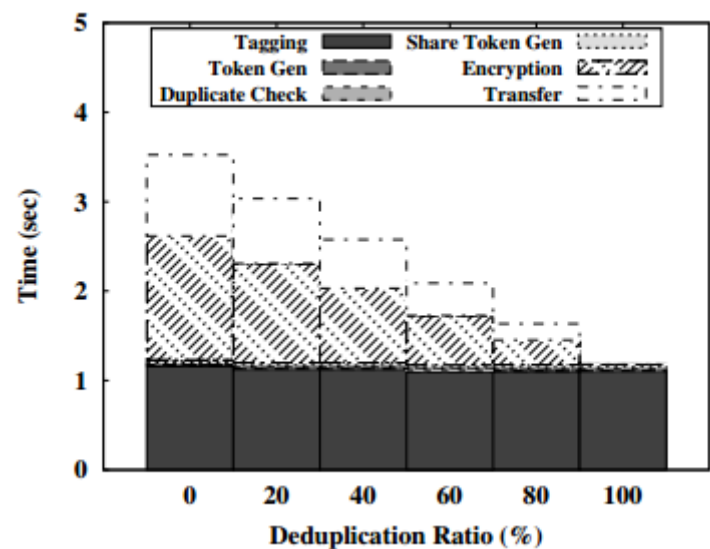 5
4
3
2
1
0
Time (sec)
Tagging Share Token Gen
Token Gen Encryption
Duplicate Check Transfer
0 20 40 60 80 100
Deduplication Ratio (%)